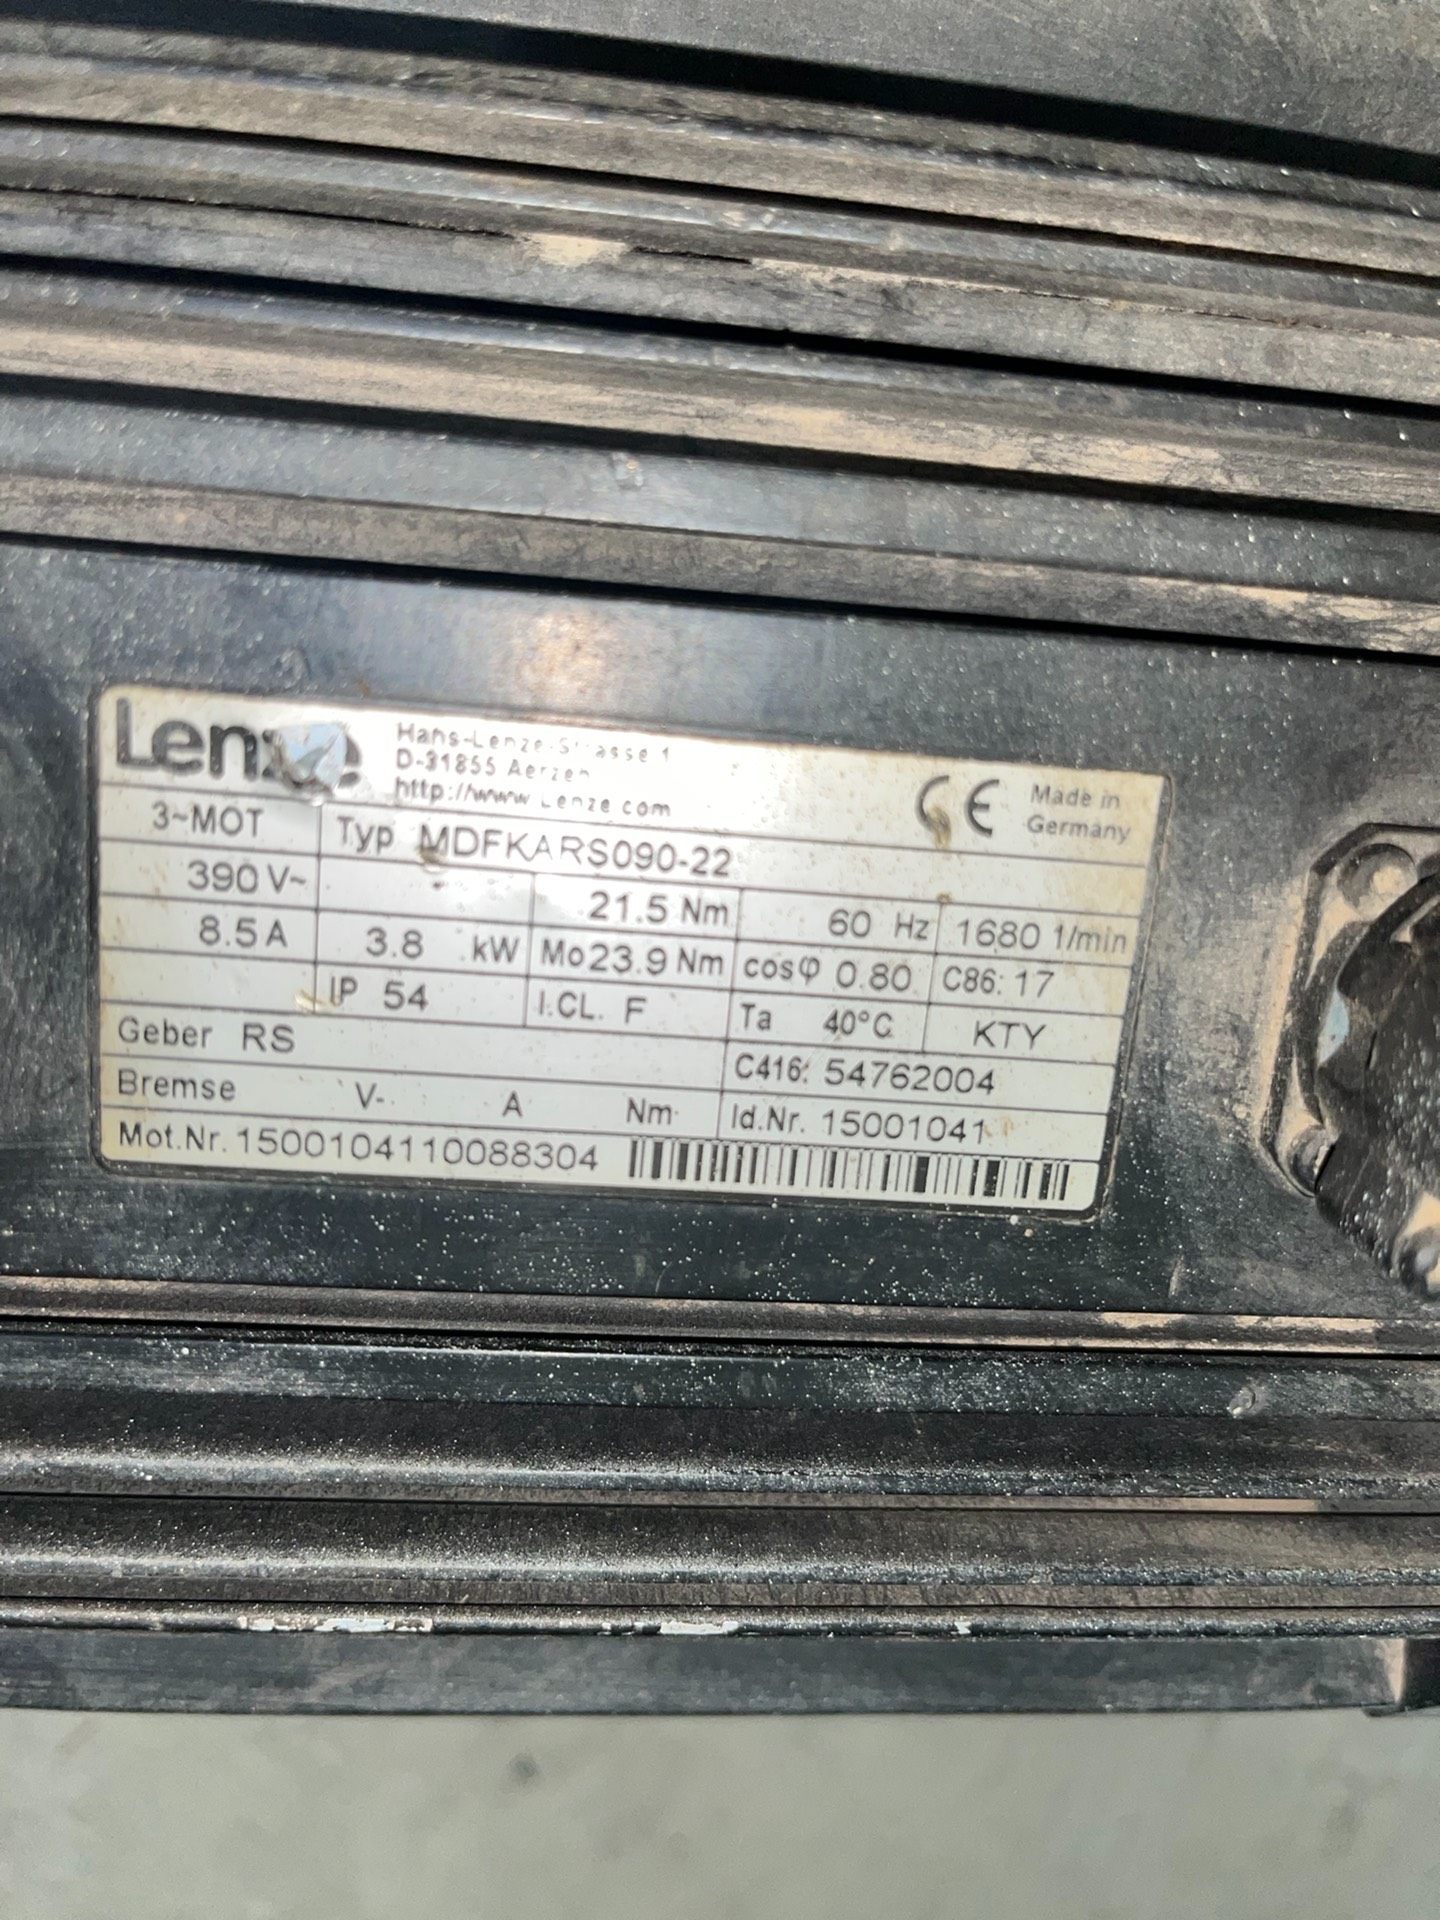 Lenze
Hans-Lenze-Strasse 1
D-31855 Aerzen
http://www.Lenze.com
CE Made in
Germany
3~MOT Typ MDFKARS090-22
390 V~ 21.5 Nm 60 Hz 1680 1/min
8.5 A 3.8 kW Mo 23.9 Nm cosφ 0.80 C86: 17
IP 54 I.CL. F Ta 40°C KTY
Geber RS C416: 54762004
Bremse V- A Nm Id.Nr. 15001041
Mot.Nr. 1500104110088304